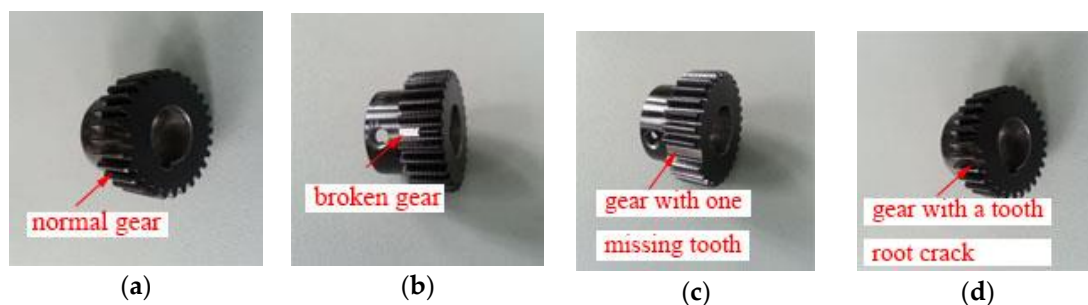 normal gear
broken gear
gear with one
missing tooth
gear with a tooth
root crack
(a)
(b)
(c)
(d)